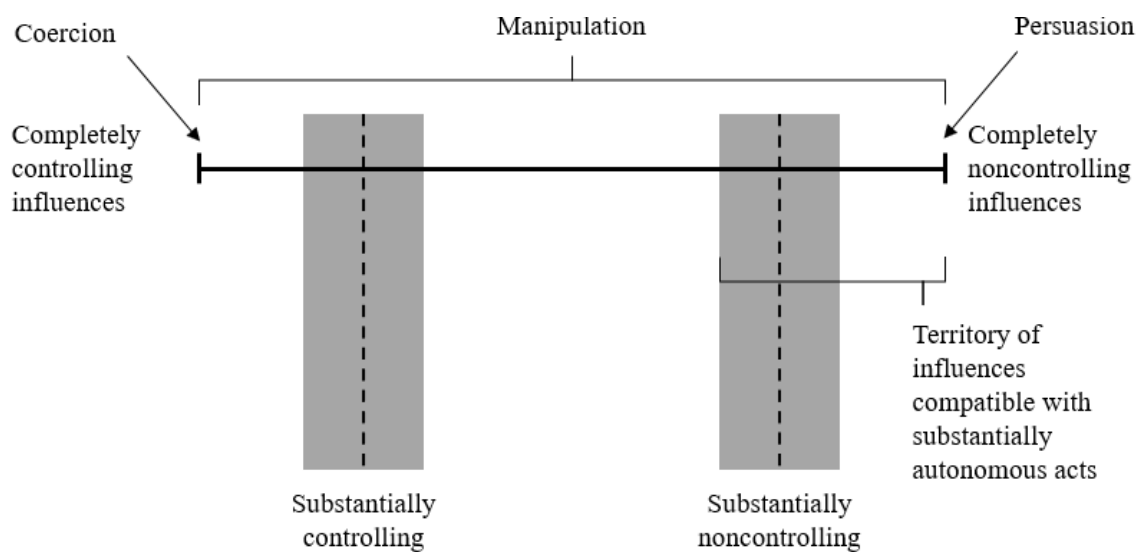 Coercion
Manipulation
Persuasion
Completely
controlling
influences
Completely
noncontrolling
influences
Territory of
influences
compatible with
substantially
autonomous acts
Substantially
controlling
Substantially
noncontrolling